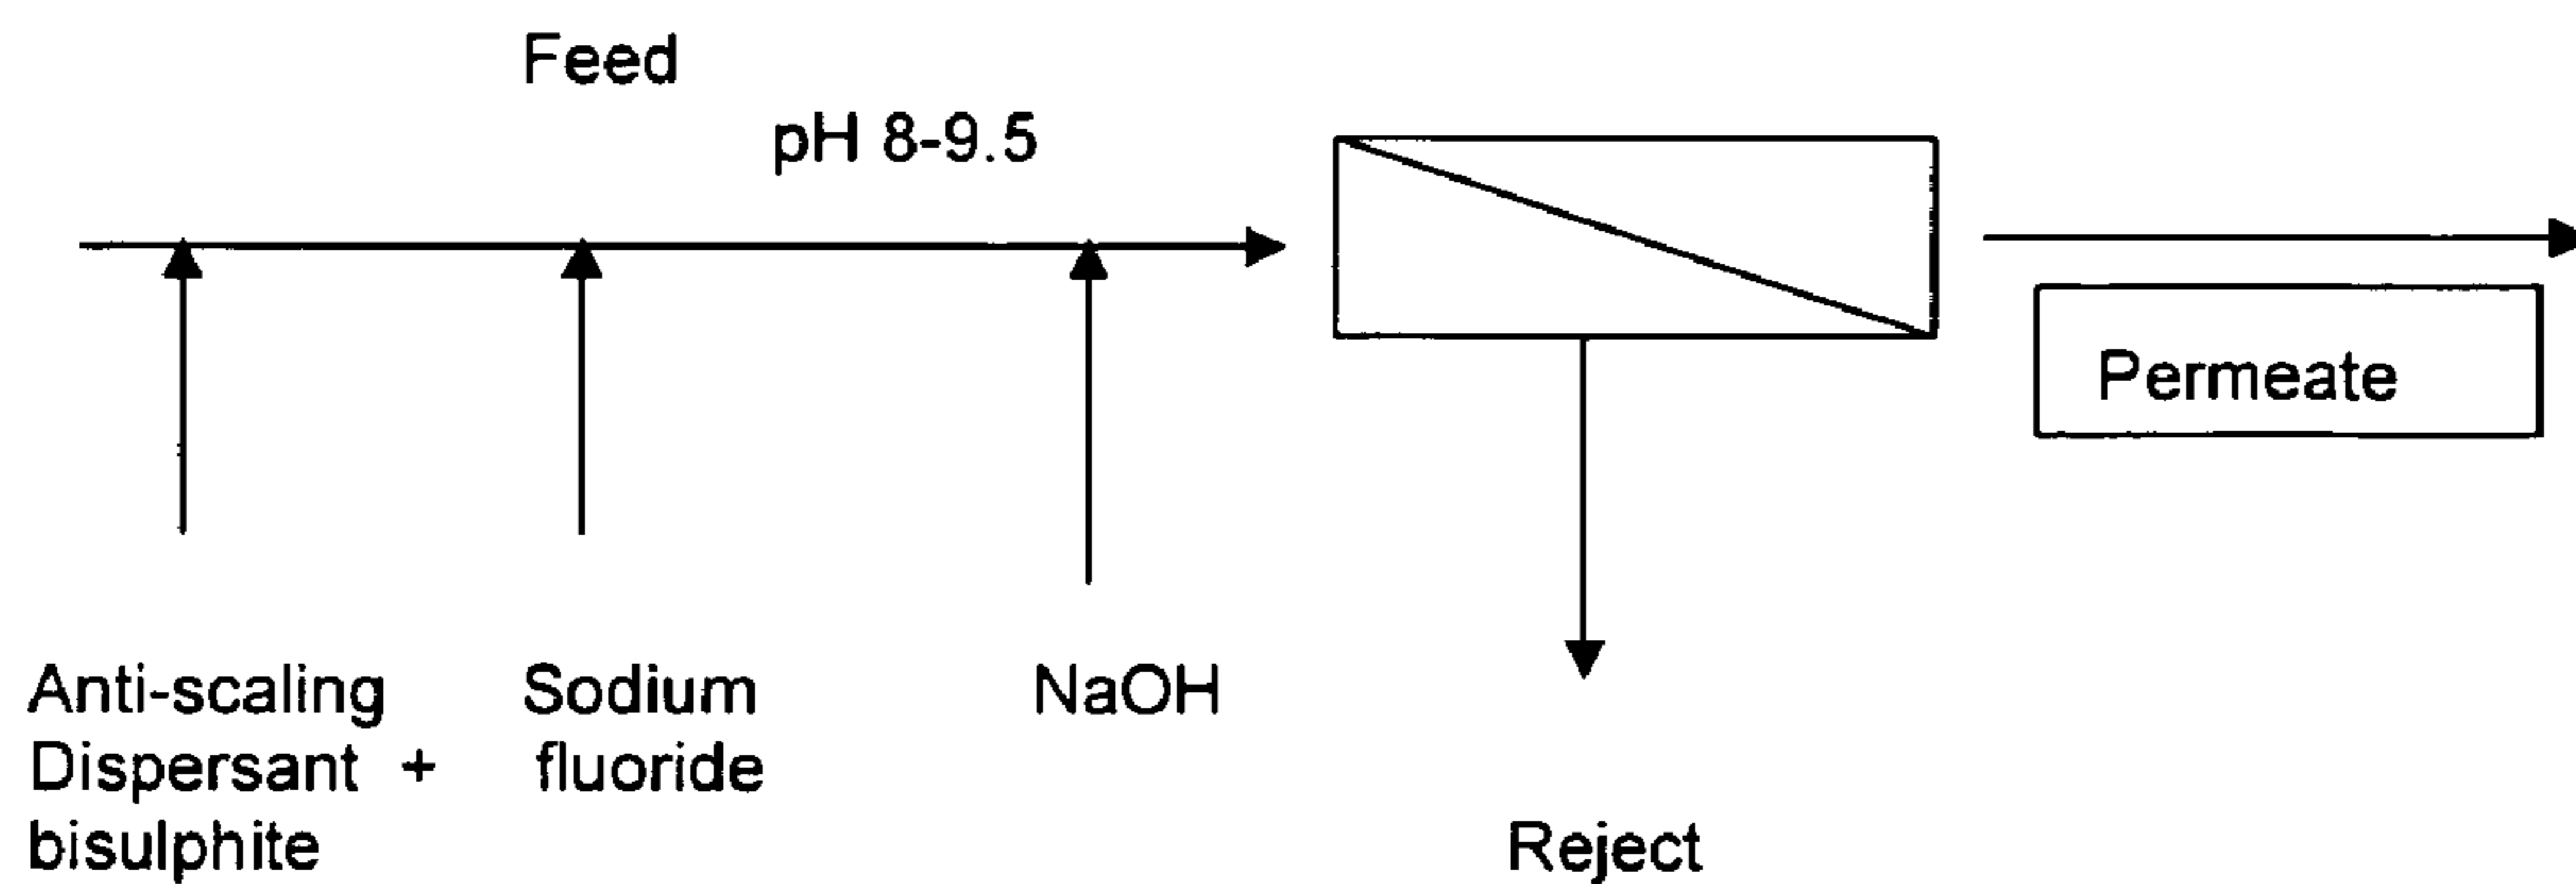 Feed
pH 8-9.5
Permeate
Anti-scaling
Dispersant +
bisulphite
Sodium
fluoride
NaOH
Reject